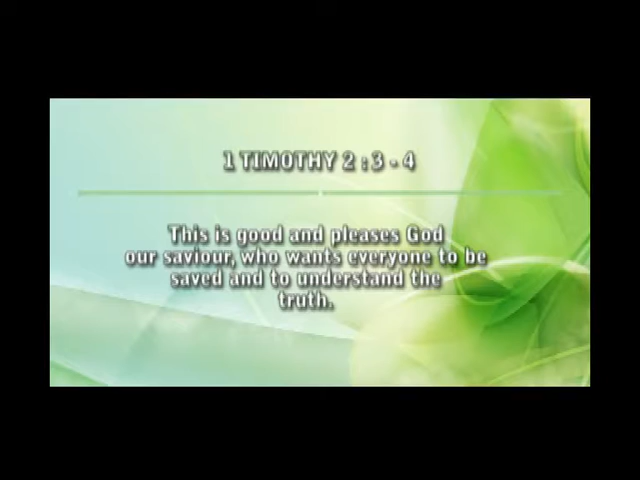 1 TIMOTHY 2 : 3 - 4
This is good and pleases God
our saviour, who wants everyone to be
saved and to understand the
truth.